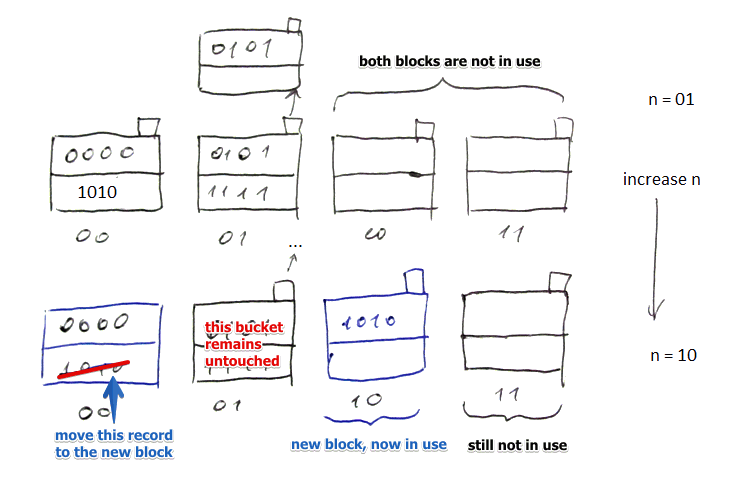 0101
both blocks are not in use
n = 01
0000
0101
1010
1111
increase n
00
01
10
11
...
0000
this bucket
remains
untouched
1010
1010
n = 10
00
01
10
11
move this record
to the new block
new block, now in use
still not in use